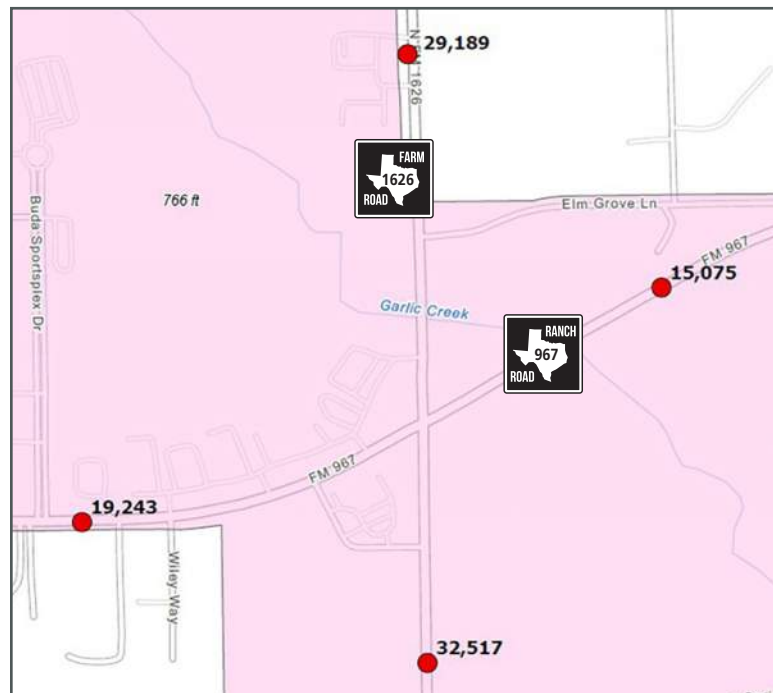 29,189
N FM 1626
FARM
1626
ROAD
766 ft
Elm Grove Ln
Buda Sportsplex Dr
FM 967
15,075
Garlic Creek
RANCH
967
ROAD
FM 967
19,243
Wiley Way
32,517